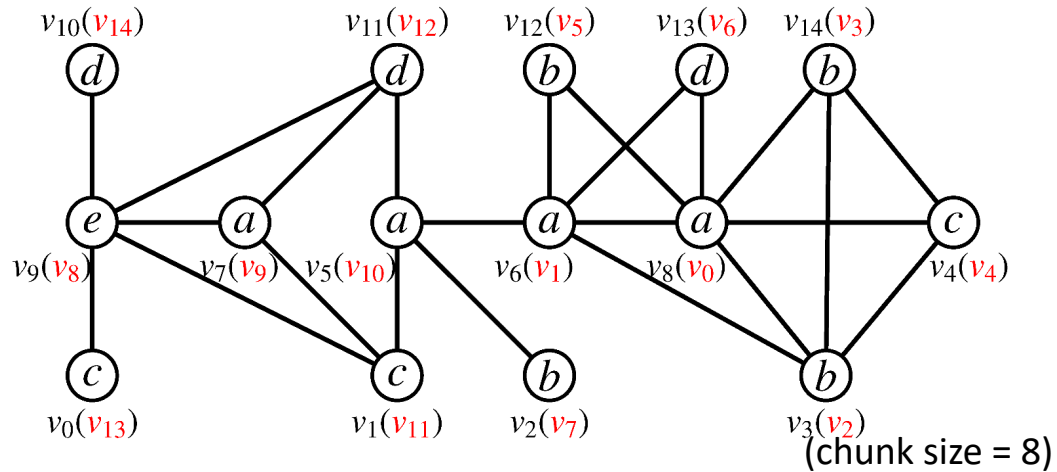 v10(v14) v11(v12) v12(v5) v13(v6) v14(v3)
d d b d b
e a a a a c
v9(v8) v7(v9) v5(v10) v6(v1) v8(v0) v4(v4)
c c b b
v0(v13) v1(v11) v2(v7) v3(v2)
(chunk size = 8)